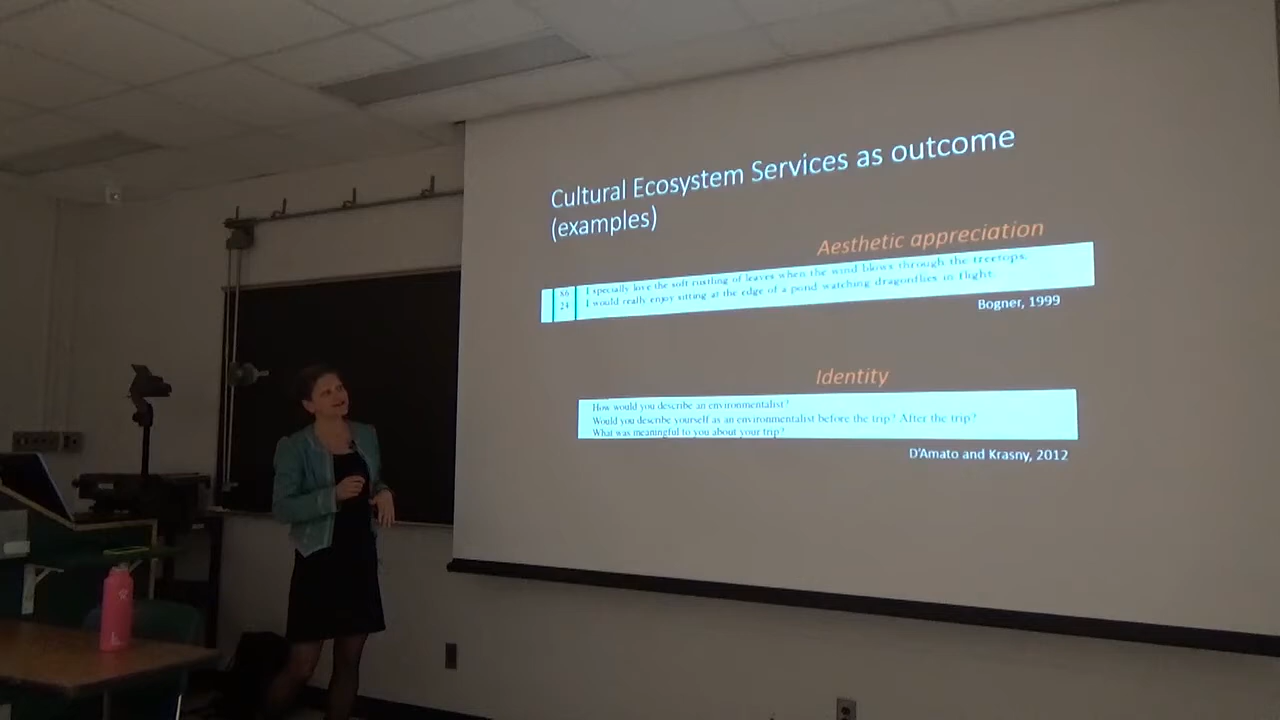 Cultural Ecosystem Services as outcome
(examples)
Aesthetic appreciation
86 I specially love the soft rustling of leaves when the wind blows through the treetops.
24 I would really enjoy sitting at the edge of a pond watching dragonflies in flight.
Bogner, 1999
Identity
How would you describe an environmentalist?
Would you describe yourself as an environmentalist before the trip? After the trip?
What was meaningful to you about your trip?
D'Amato and Krasny, 2012